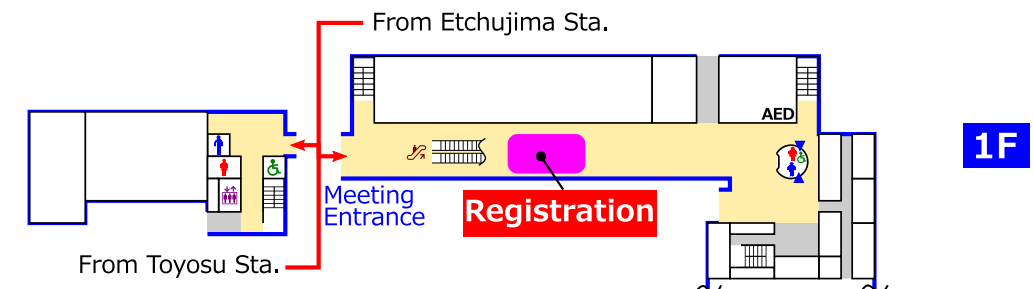 From Etchujima Sta.
AED
1F
Meeting
Entrance
Registration
From Toyosu Sta.